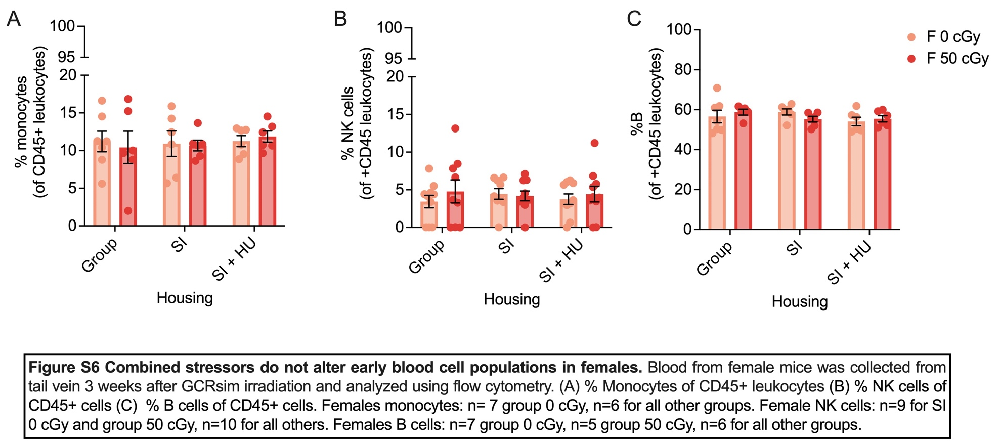 A
100
95
20
15
10
5
0
% monocytes
(of CD45+ leukocytes)
Group
SI
SI + HU
Housing
B
100
95
20
15
10
5
0
% NK cells
(of +CD45 leukocytes)
Group
SI
SI + HU
Housing
C
100
80
60
40
20
0
%B
(of +CD45 leukocytes)
Group
SI
SI + HU
Housing
F 0 cGy
F 50 cGy
Figure S6 Combined stressors do not alter early blood cell populations in females. Blood from female mice was collected from
tail vein 3 weeks after GCRsim irradiation and analyzed using flow cytometry. (A) % Monocytes of CD45+ leukocytes (B) % NK cells of
CD45+ cells (C) % B cells of CD45+ cells. Females monocytes: n= 7 group 0 cGy, n=6 for all other groups. Female NK cells: n=9 for SI
0 cGy and group 50 cGy, n=10 for all others. Females B cells: n=7 group 0 cGy, n=5 group 50 cGy, n=6 for all other groups.